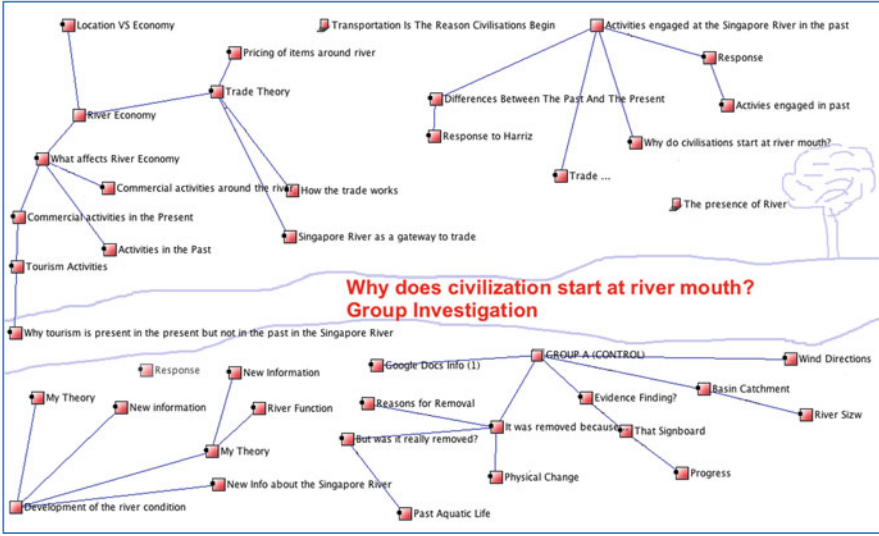 Location VS Economy
Transportation Is The Reason Civilisations Begin
Activities engaged at the Singapore River in the past
Pricing of items around river
Response
Trade Theory
Differences Between The Past And The Present
Activies engaged in past
River Economy
Response to Harriz
Why do civilisations start at river mouth?
What affects River Economy
Trade ...
Commercial activities around the river
How the trade works
The presence of River
Commercial activities in the Present
Singapore River as a gateway to trade
Activities in the Past
Tourism Activities
Why does civilization start at river mouth?
Group Investigation
Why tourism is present in the present but not in the past in the Singapore River
GROUP A (CONTROL)
Wind Directions
Google Docs Info (1)
Response
New Information
Basin Catchment
My Theory
Evidence Finding?
Reasons for Removal
New information
River Function
River Sizw
It was removed because
That Signboard
But was it really removed?
My Theory
Progress
Physical Change
New Info about the Singapore River
Development of the river condition
Past Aquatic Life